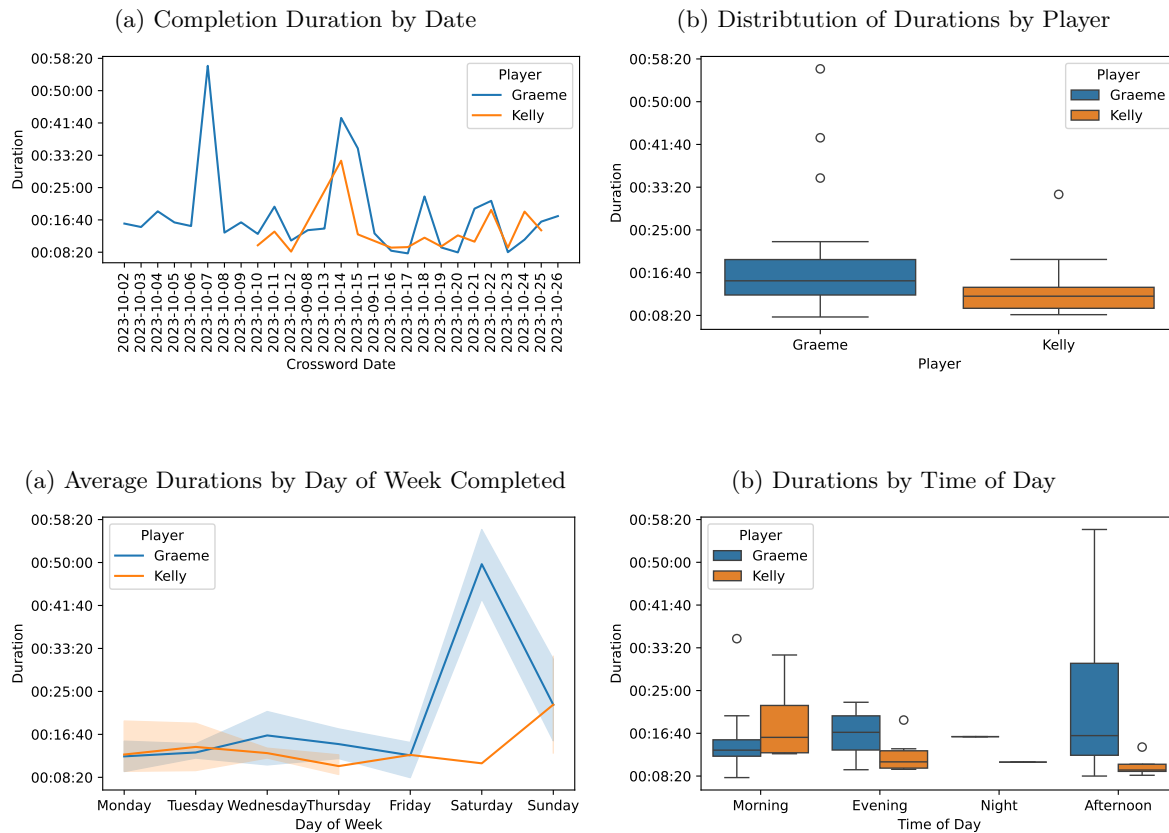 (a) Completion Duration by Date
00:58:20
00:50:00
00:41:40
00:33:20
00:25:00
00:16:40
00:08:20
Duration
Player
Graeme
Kelly
2023-10-02
2023-10-03
2023-10-04
2023-10-05
2023-10-06
2023-10-07
2023-10-08
2023-10-09
2023-10-10
2023-10-11
2023-10-12
2023-09-08
2023-10-13
2023-10-14
2023-10-15
2023-09-11
2023-10-16
2023-10-17
2023-10-18
2023-10-19
2023-10-20
2023-10-21
2023-10-22
2023-10-23
2023-10-24
2023-10-25
2023-10-26
Crossword Date
(b) Distribtution of Durations by Player
00:58:20
00:50:00
00:41:40
00:33:20
00:25:00
00:16:40
00:08:20
Duration
Player
Graeme
Kelly
Graeme Kelly
Player
(a) Average Durations by Day of Week Completed
00:58:20
00:50:00
00:41:40
00:33:20
00:25:00
00:16:40
00:08:20
Duration
Player
Graeme
Kelly
Monday Tuesday Wednesday Thursday Friday Saturday Sunday
Day of Week
(b) Durations by Time of Day
00:58:20
00:50:00
00:41:40
00:33:20
00:25:00
00:16:40
00:08:20
Duration
Player
Graeme
Kelly
Morning Evening Night Afternoon
Time of Day